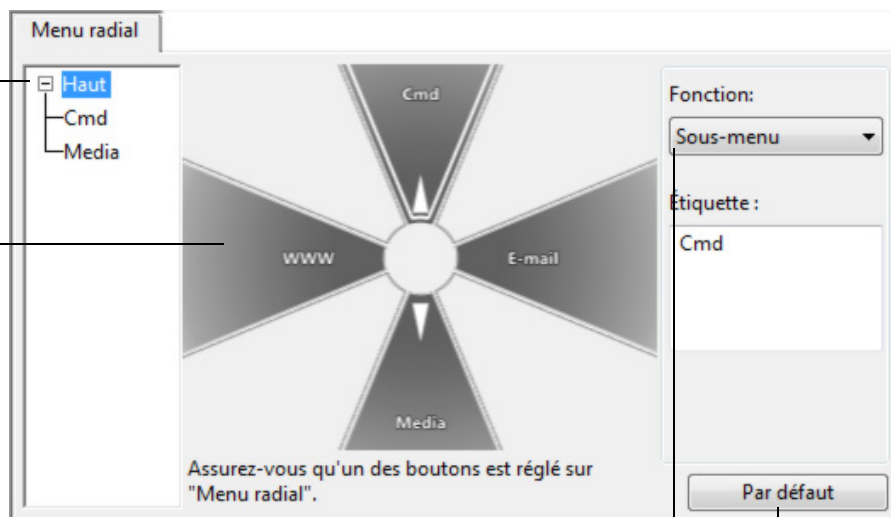 Menu radial
Haut
Cmd
Media
Cmd
WWW
E-mail
Media
Assurez-vous qu'un des boutons est réglé sur
"Menu radial".
Fonction:
Sous-menu
Étiquette :
Cmd
Par défaut